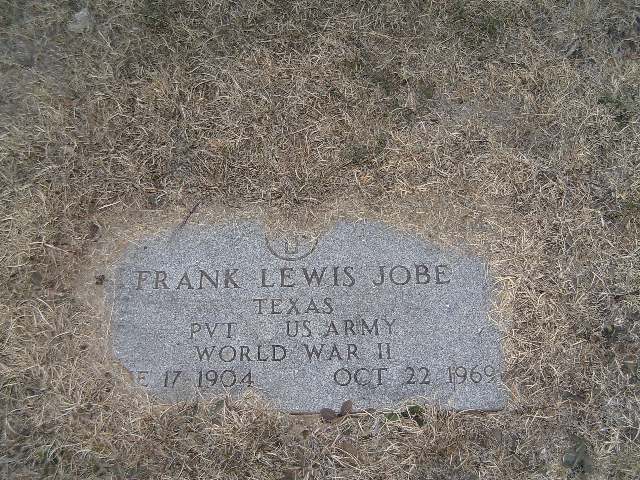 FRANK LEWIS JOBE
TEXAS
PVT US ARMY
WORLD WAR II
E 17 1904 OCT 22 1969